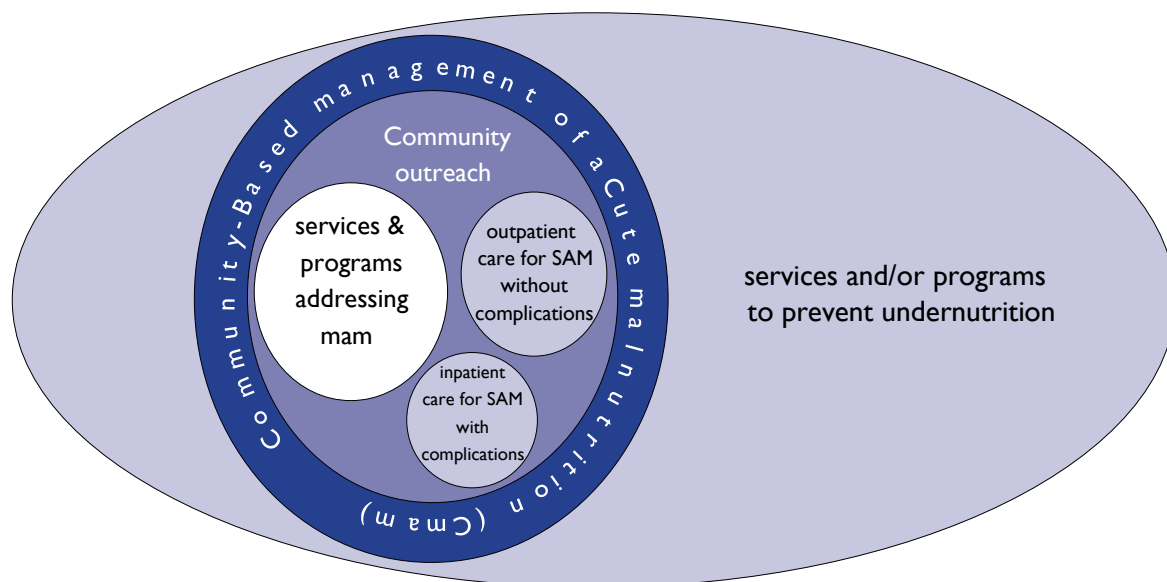 Community-Based management of aCute malnutrition (Cmam)
Community
outreach
services &
programs
addressing
mam
outpatient
care for SAM
without
complications
inpatient
care for SAM
with
complications
services and/or programs
to prevent undernutrition